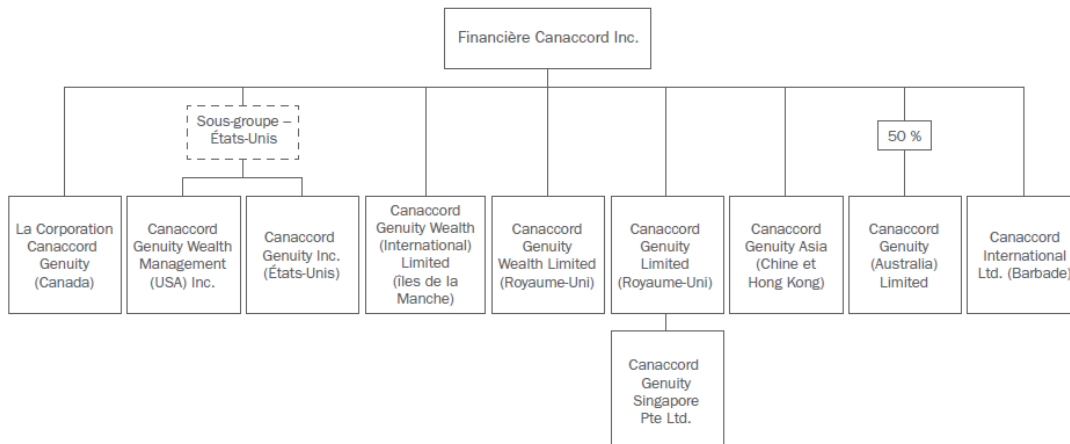 Financière Canaccord Inc.
Sous-groupe –
États-Unis
50 %
La Corporation
Canaccord
Genuity
(Canada)
Canaccord
Genuity Wealth
Management
(USA) Inc.
Canaccord
Genuity Inc.
(États-Unis)
Canaccord
Genuity Wealth
(International)
Limited
(îles de la
Manche)
Canaccord
Genuity
Wealth Limited
(Royaume-Uni)
Canaccord
Genuity
Limited
(Royaume-Uni)
Canaccord
Genuity Asia
(Chine et
Hong Kong)
Canaccord
Genuity
(Australia)
Limited
Canaccord
International
Ltd. (Barbade)
Canaccord
Genuity
Singapore
Pte Ltd.